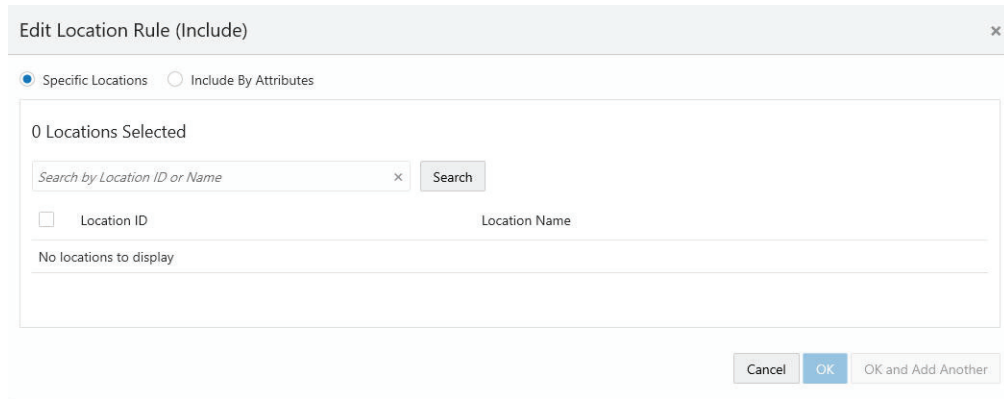 Edit Location Rule (Include)
×
Specific Locations Include By Attributes
0 Locations Selected
Search by Location ID or Name × Search
Location ID Location Name
No locations to display
Cancel OK OK and Add Another